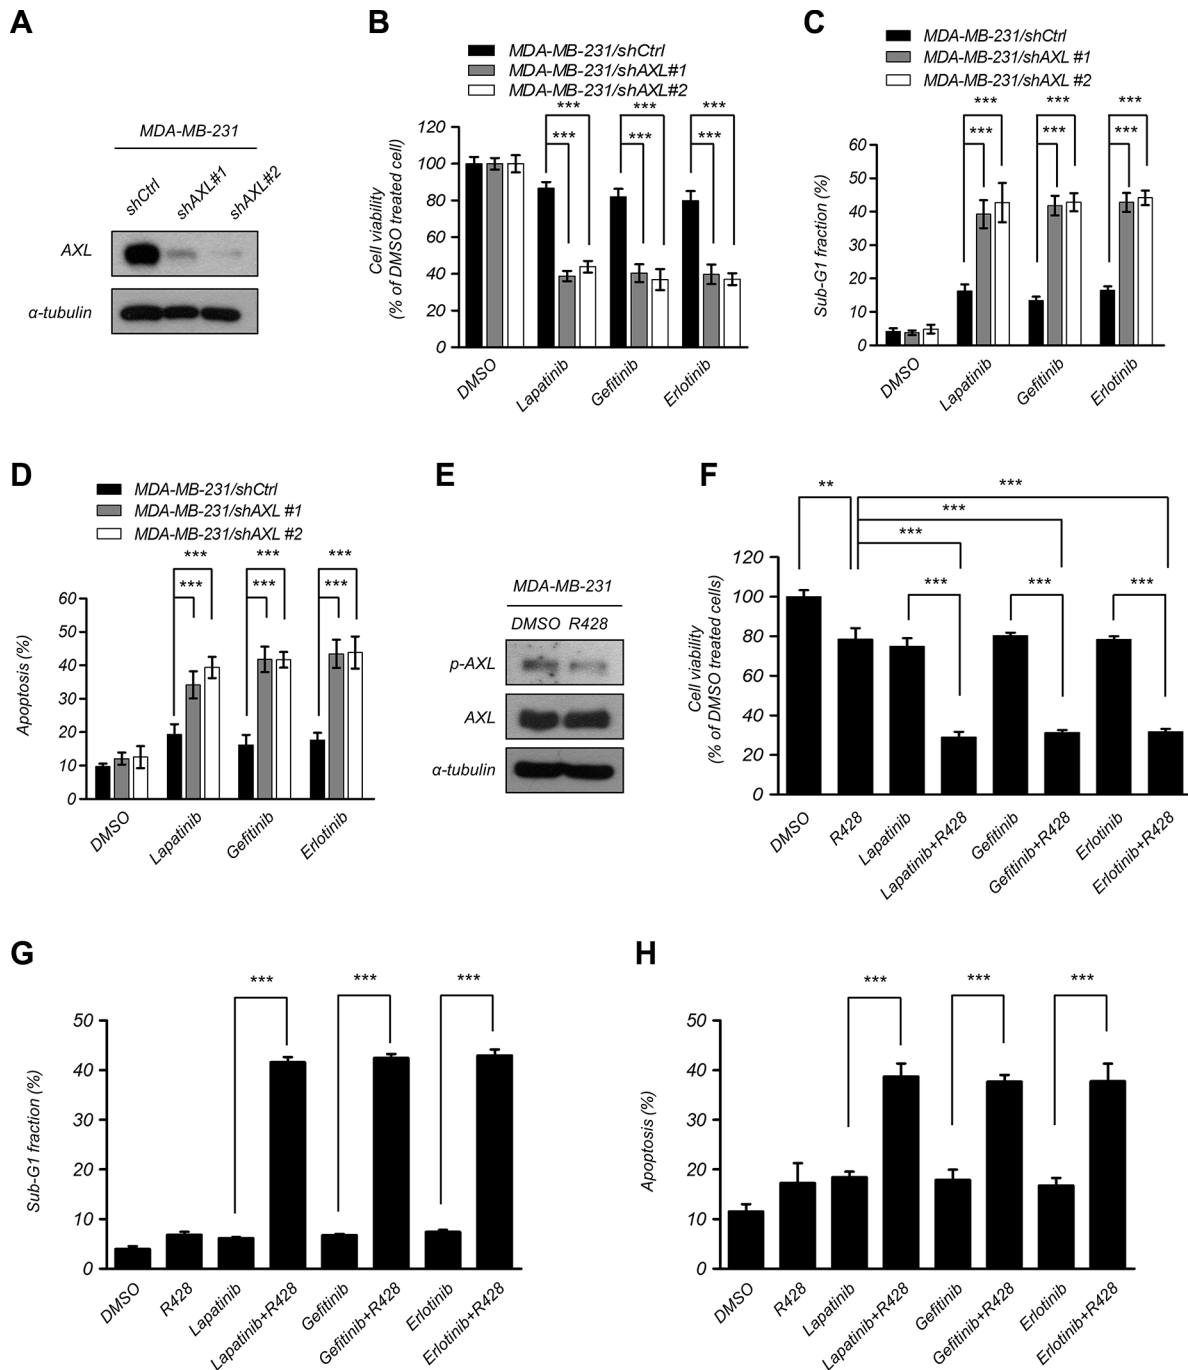 A
MDA-MB-231
shCtrl
shAXL#1
shAXL#2
AXL
α-tubulin
B
MDA-MB-231/shCtrl
MDA-MB-231/shAXL#1
MDA-MB-231/shAXL#2
*** *** ***
*** *** ***
Cell viability
(% of DMSO treated cell)
120
100
80
60
40
20
0
DMSO
Lapatinib
Gefitinib
Erlotinib
C
MDA-MB-231/shCtrl
MDA-MB-231/shAXL #1
MDA-MB-231/shAXL #2
*** *** ***
*** *** ***
Sub-G1 fraction (%)
60
50
40
30
20
10
0
DMSO
Lapatinib
Gefitinib
Erlotinib
D
MDA-MB-231/shCtrl
MDA-MB-231/shAXL #1
MDA-MB-231/shAXL #2
*** *** ***
*** *** ***
Apoptosis (%)
60
50
40
30
20
10
0
DMSO
Lapatinib
Gefitinib
Erlotinib
E
MDA-MB-231
DMSO R428
p-AXL
AXL
α-tubulin
F
** ***
***
***
*** *** ***
Cell viability
(% of DMSO treated cells)
120
100
80
60
40
20
0
DMSO
R428
Lapatinib
Lapatinib+R428
Gefitinib
Gefitinib+R428
Erlotinib
Erlotinib+R428
G
*** *** ***
Sub-G1 fraction (%)
50
40
30
20
10
0
DMSO
R428
Lapatinib
Lapatinib+R428
Gefitinib
Gefitinib+R428
Erlotinib
Erlotinib+R428
H
*** *** ***
Apoptosis (%)
50
40
30
20
10
0
DMSO
R428
Lapatinib
Lapatinib+R428
Gefitinib
Gefitinib+R428
Erlotinib
Erlotinib+R428